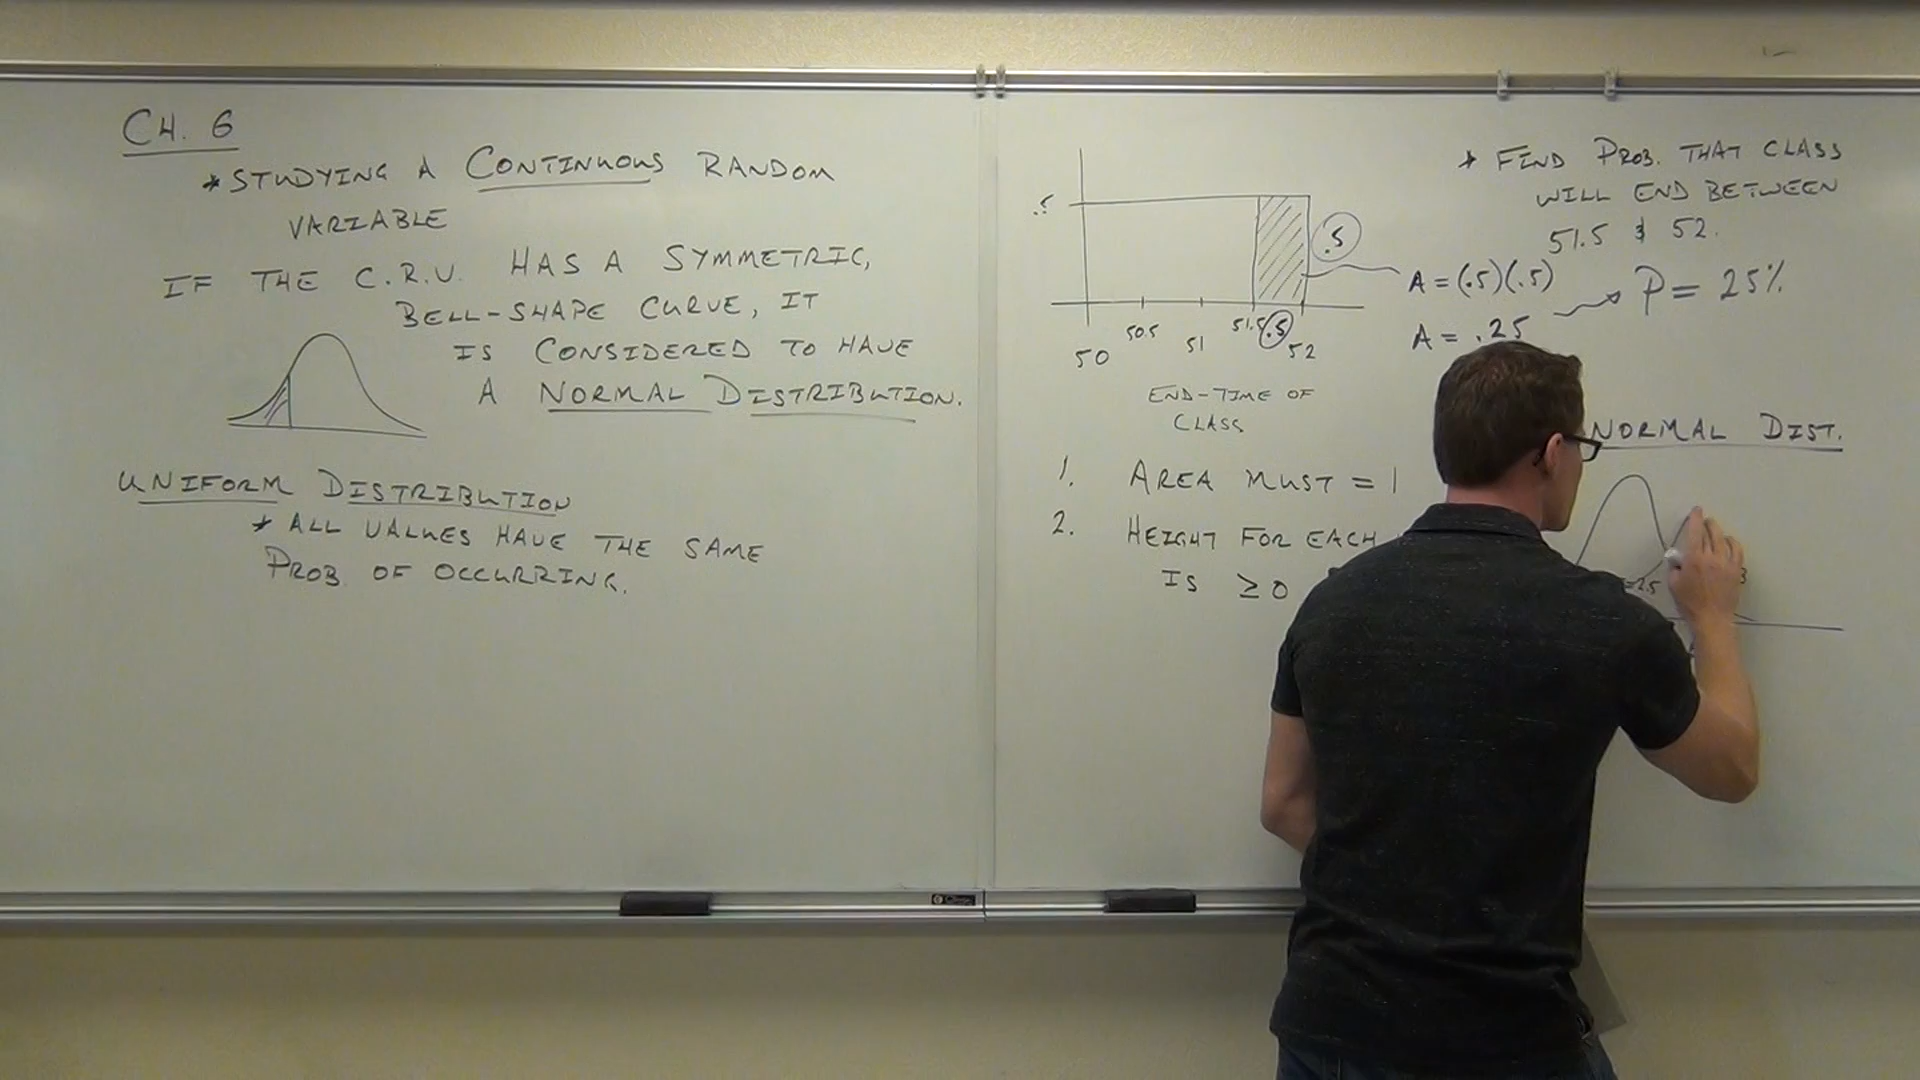 CH. 6
* STUDYING A CONTINUOUS RANDOM
VARIABLE
IF THE C.R.V. HAS A SYMMETRIC,
BELL-SHAPE CURVE, IT
IS CONSIDERED TO HAVE
A NORMAL DISTRIBUTION.
UNIFORM DISTRIBUTION
* ALL VALUES HAVE THE SAME
PROB. OF OCCURRING.
.5
50 50.5 51 51.5 .5 52
END-TIME OF
CLASS
.5
A = (.5)(.5)
A = .25
P = 25%
* FIND PROB. THAT CLASS
WILL END BETWEEN
51.5 & 52.
1. AREA MUST = 1
2. HEIGHT FOR EACH
IS ≥ 0
NORMAL DIST.
=2.5